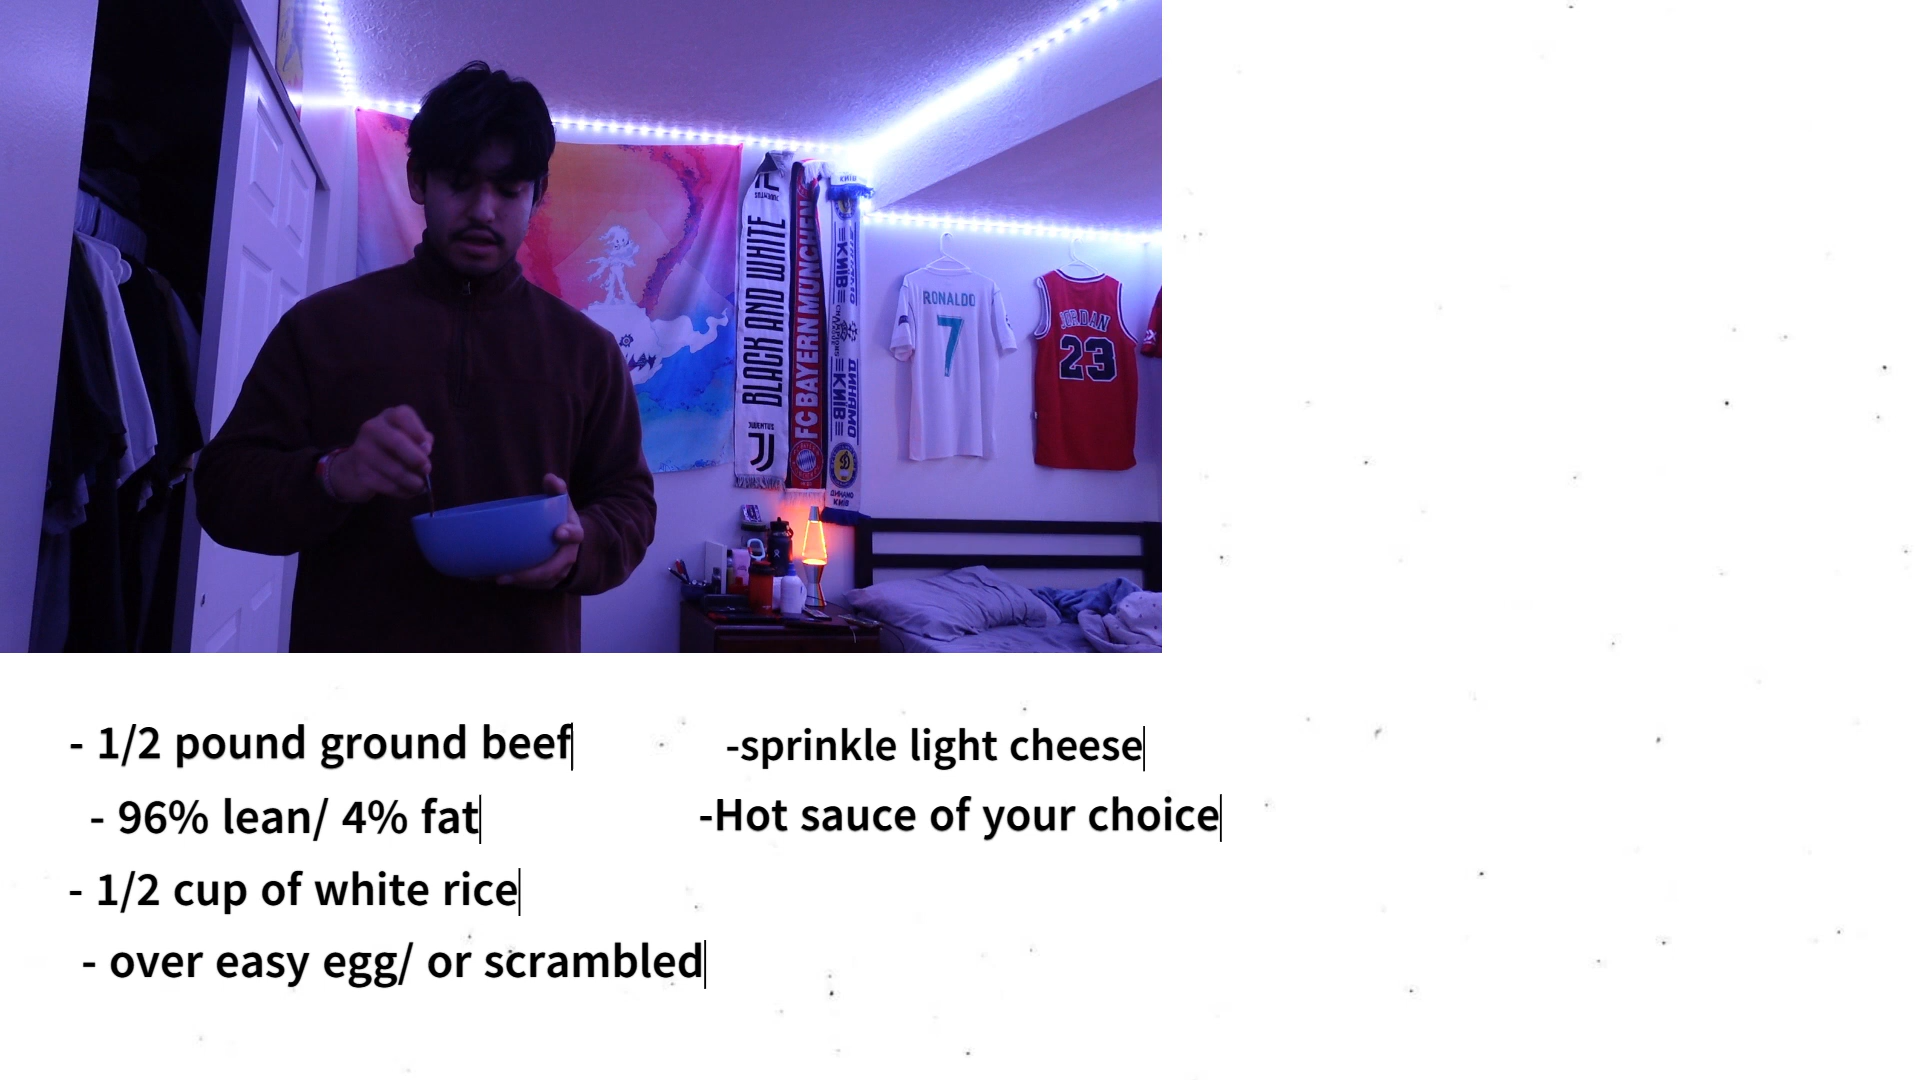 BLACK AND WHITE
JUVENTUS
FC BAYERN MÜNCHEN
ДИНАМО
КИЇВ
RONALDO
7
JORDAN
23
- 1/2 pound ground beef
- 96% lean/ 4% fat
- 1/2 cup of white rice
- over easy egg/ or scrambled
-sprinkle light cheese
-Hot sauce of your choice